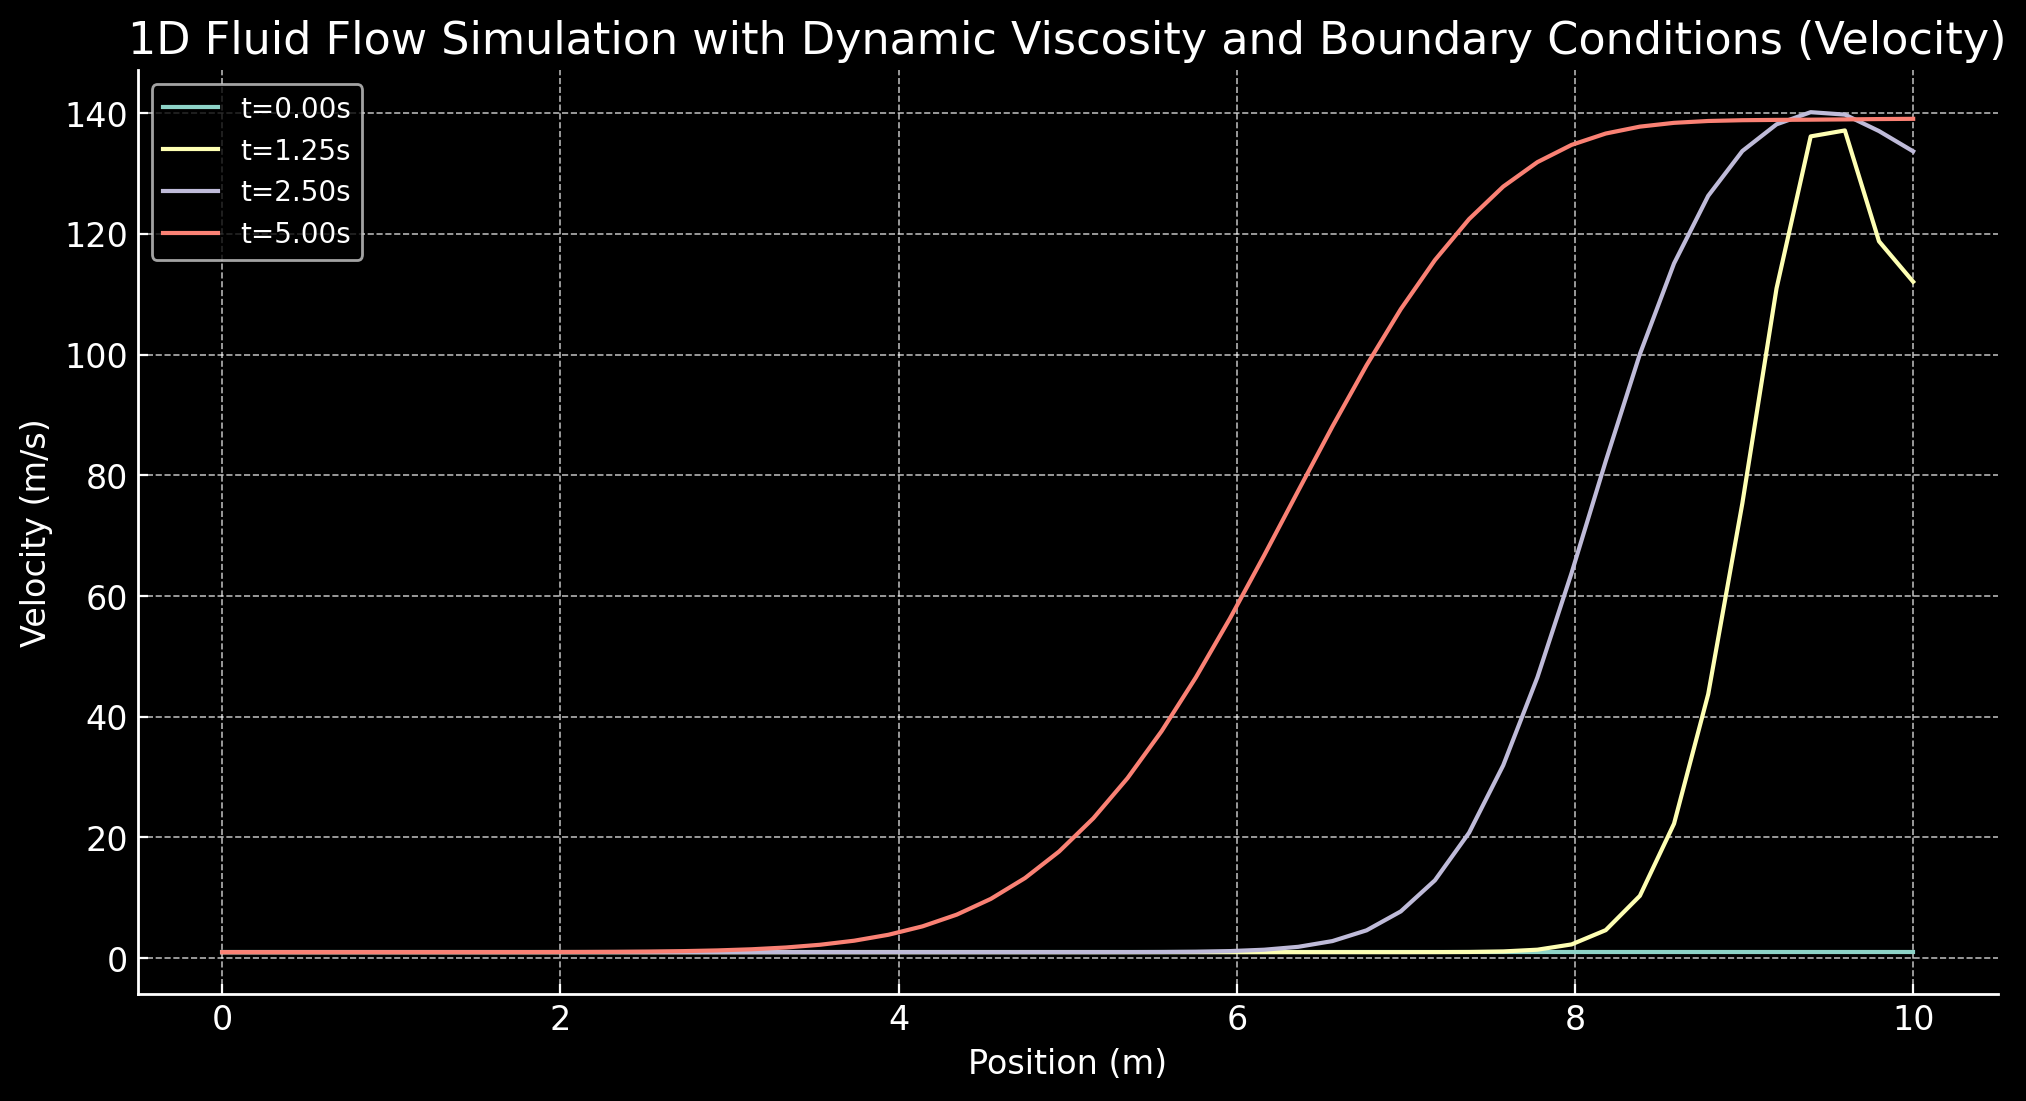 1D Fluid Flow Simulation with Dynamic Viscosity and Boundary Conditions (Velocity)
t=0.00s
t=1.25s
t=2.50s
t=5.00s
140
120
100
80
60
40
20
0
Velocity (m/s)
0 2 4 6 8 10
Position (m)